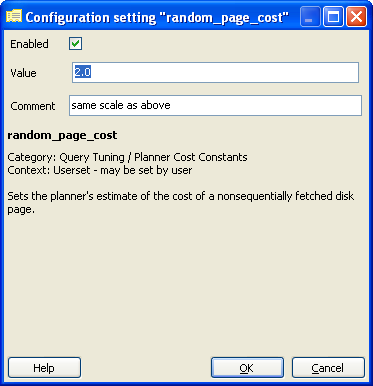 Configuration setting "random_page_cost"
Enabled
Value 2.0
Comment same scale as above
random_page_cost
Category: Query Tuning / Planner Cost Constants
Context: Userset - may be set by user
Sets the planner's estimate of the cost of a nonsequentially fetched disk
page.
Help OK Cancel